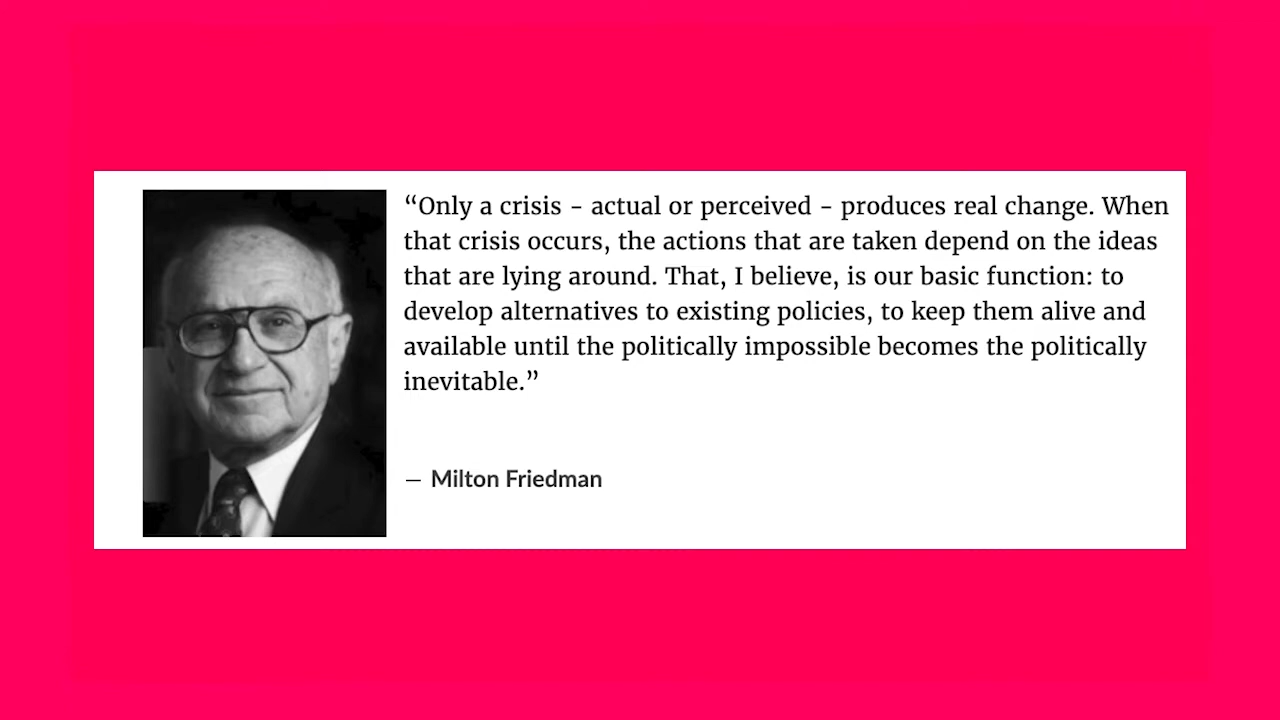 “Only a crisis - actual or perceived - produces real change. When
that crisis occurs, the actions that are taken depend on the ideas
that are lying around. That, I believe, is our basic function: to
develop alternatives to existing policies, to keep them alive and
available until the politically impossible becomes the politically
inevitable.”
— Milton Friedman